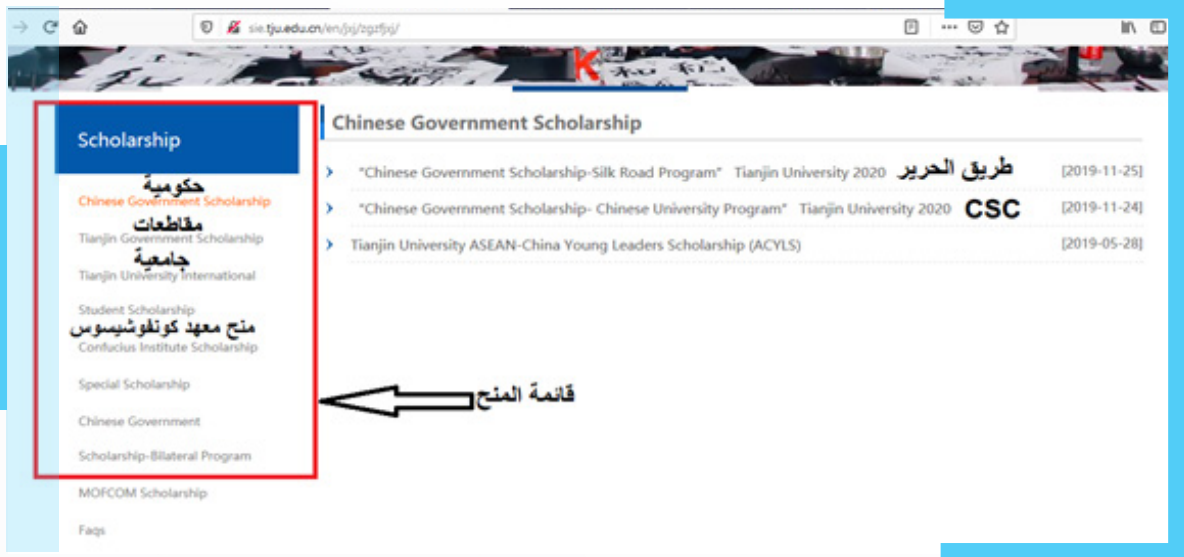 sie.tju.edu.cn/en/jxj/zgzfjxj/
K
Scholarship
حكومية
Chinese Government Scholarship
مقاطعات
Tianjin Government Scholarship
جامعية
Tianjin University International
Student Scholarship
منح معهد كونفوشيسوس
Confucius Institute Scholarship
Special Scholarship
Chinese Government
Scholarship-Bilateral Program
MOFCOM Scholarship
Faqs
Chinese Government Scholarship
"Chinese Government Scholarship-Silk Road Program" Tianjin University 2020 طريق الحرير [2019-11-25]
"Chinese Government Scholarship- Chinese University Program" Tianjin University 2020 CSC [2019-11-24]
Tianjin University ASEAN-China Young Leaders Scholarship (ACYLS) [2019-05-28]
قائمة المنح